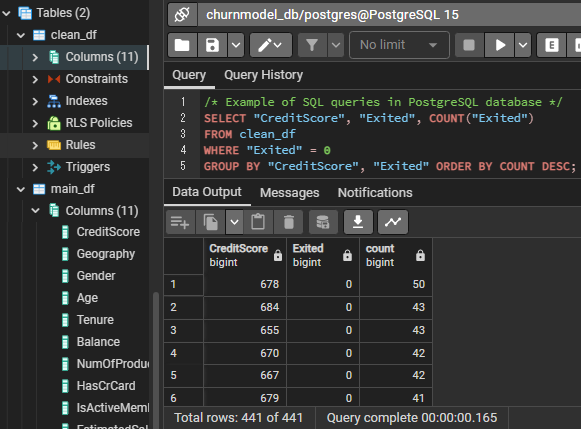 Tables (2)
clean_df
Columns (11)
Constraints
Indexes
RLS Policies
Rules
Triggers
main_df
Columns (11)
CreditScore
Geography
Gender
Age
Tenure
Balance
NumOfProdu
HasCrCard
IsActiveMem
EstimatedSal
churnmodel_db/postgres@PostgreSQL 15
No limit
E
Query
Query History
1 /* Example of SQL queries in PostgreSQL database */
2 SELECT "CreditScore", "Exited", COUNT("Exited")
3 FROM clean_df
4 WHERE "Exited" = 0
5 GROUP BY "CreditScore", "Exited" ORDER BY COUNT DESC;
Data Output
Messages
Notifications
CreditScore Exited count
bigint bigint bigint
1 678 0 50
2 684 0 43
3 655 0 43
4 670 0 42
5 667 0 42
6 679 0 41
Total rows: 441 of 441
Query complete 00:00:00.165